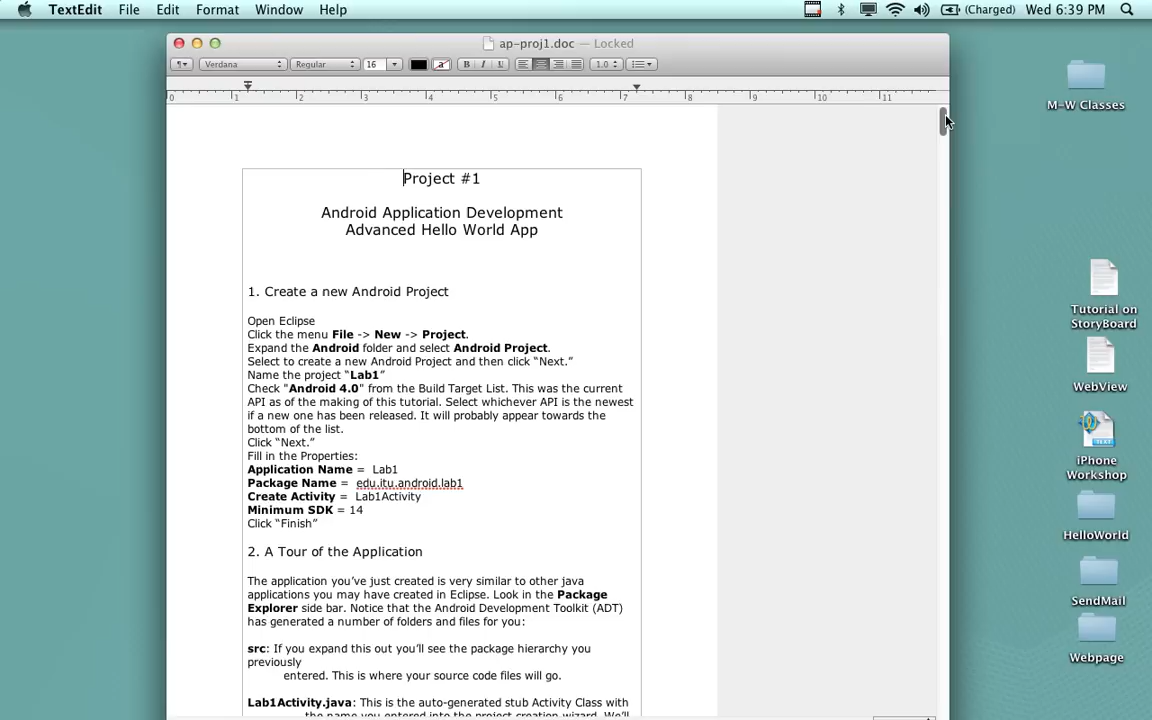 TextEdit File Edit Format Window Help (Charged) Wed 6:39 PM
ap-proj1.doc — Locked
Verdana Regular 16 a B I U 1.0
0 1 2 3 4 5 6 7 8 9 10 11
Project #1
Android Application Development
Advanced Hello World App
1. Create a new Android Project
Open Eclipse
Click the menu File -> New -> Project.
Expand the Android folder and select Android Project.
Select to create a new Android Project and then click “Next.”
Name the project “Lab1”
Check "Android 4.0" from the Build Target List. This was the current
API as of the making of this tutorial. Select whichever API is the newest
if a new one has been released. It will probably appear towards the
bottom of the list.
Click “Next.”
Fill in the Properties:
Application Name = Lab1
Package Name = edu.itu.android.lab1
Create Activity = Lab1Activity
Minimum SDK = 14
Click “Finish”
2. A Tour of the Application
The application you’ve just created is very similar to other java
applications you may have created in Eclipse. Look in the Package
Explorer side bar. Notice that the Android Development Toolkit (ADT)
has generated a number of folders and files for you:
src: If you expand this out you’ll see the package hierarchy you
previously
entered. This is where your source code files will go.
Lab1Activity.java: This is the auto-generated stub Activity Class with
the name you entered into the project creation wizard. We’ll
M-W Classes
Tutorial on
StoryBoard
WebView
TEXT
iPhone
Workshop
HelloWorld
SendMail
Webpage